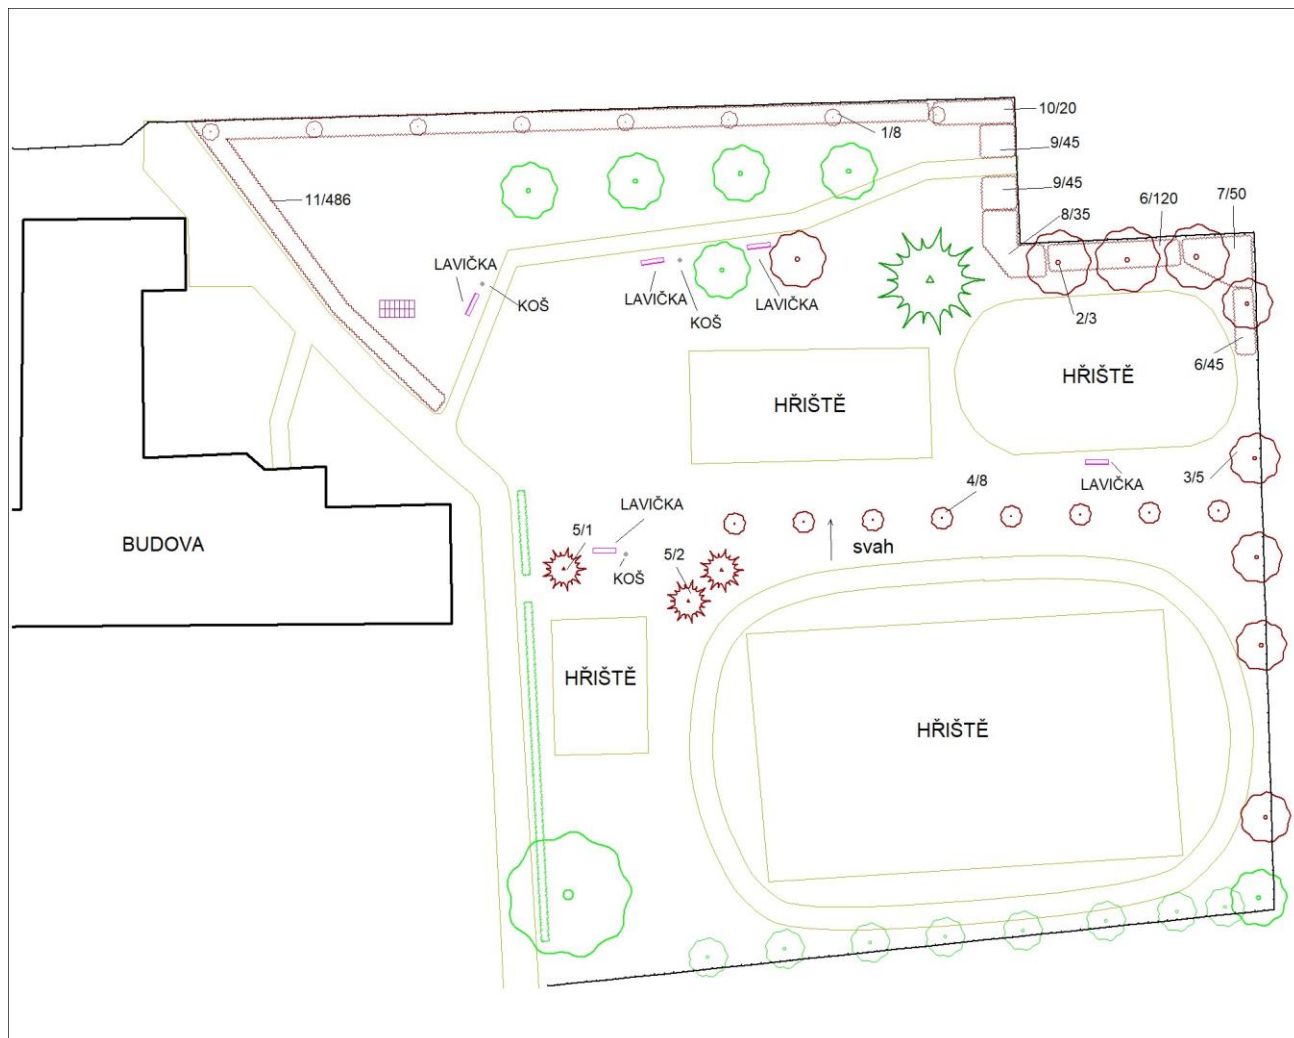 10/20
1/8
9/45
9/45
11/486
6/120
7/50
8/35
LAVIČKA
KOŠ
LAVIČKA
KOŠ
LAVIČKA
2/3
6/45
HŘIŠTĚ
HŘIŠTĚ
LAVIČKA
3/5
4/8
LAVIČKA
5/1
KOŠ
5/2
svah
BUDOVA
HŘIŠTĚ
HŘIŠTĚ